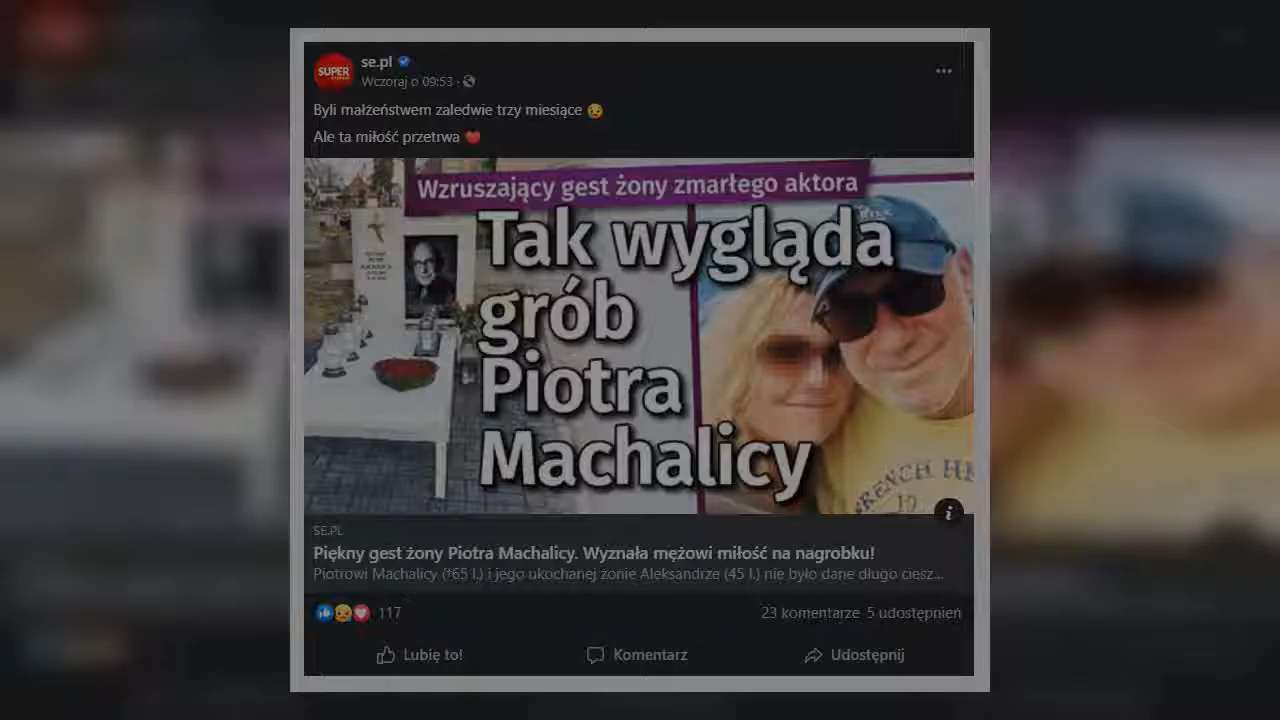 SUPER
se.pl
Wczoraj o 09:53 ·
Byli małżeństwem zaledwie trzy miesiące 😥
Ale ta miłość przetrwa ❤️
Wzruszający gest żony zmarłego aktora
Tak wygląda
grób
Piotra
Machalicy
FRENCH
SE.PL
Piękny gest żony Piotra Machalicy. Wyznała mężowi miłość na nagrobku!
Piotrowi Machalicy (†65 l.) i jego ukochanej żonie Aleksandrze (45 l.) nie było dane długo ciesz...
117
23 komentarze 5 udostępnień
Lubię to!
Komentarz
Udostępnij